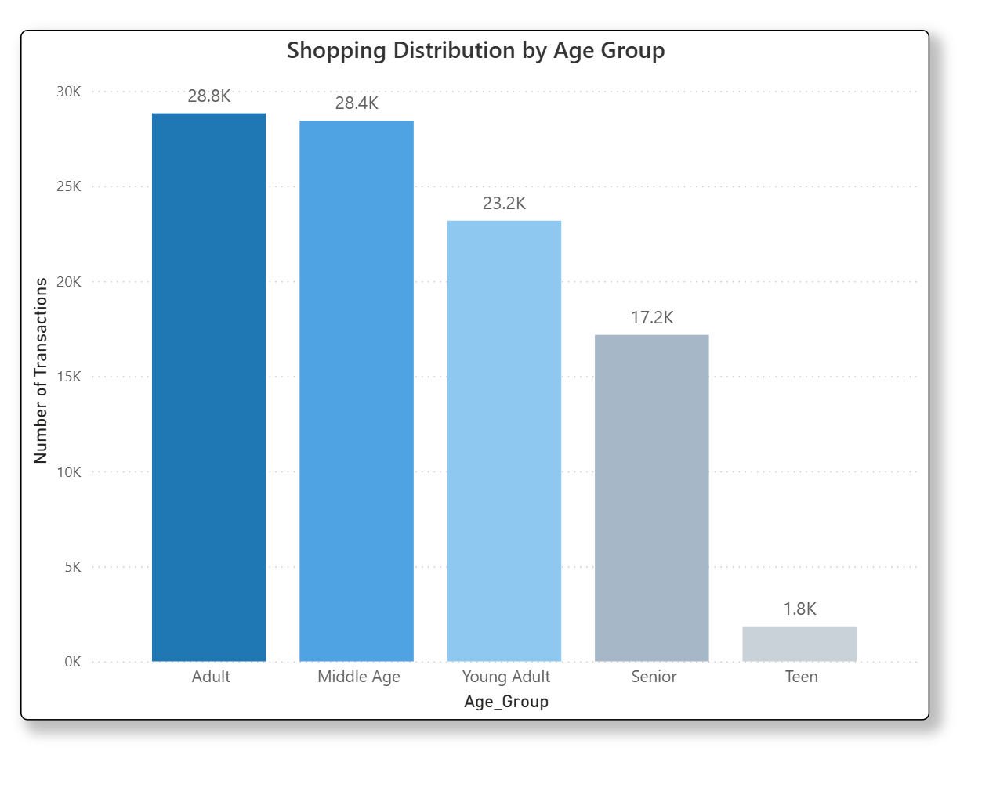 Shopping Distribution by Age Group
Number of Transactions
30K
25K
20K
15K
10K
5K
0K
28.8K
28.4K
23.2K
17.2K
1.8K
Adult
Middle Age
Young Adult
Senior
Teen
Age_Group